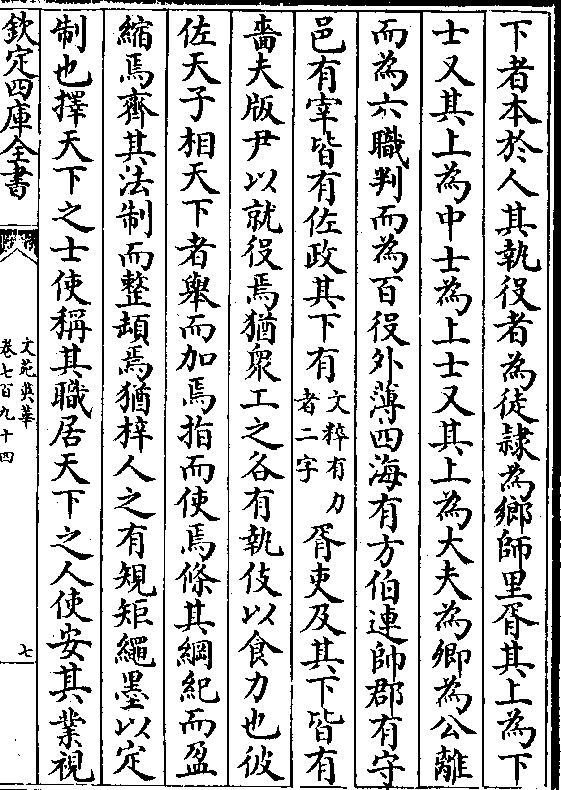 下者本於人其執役者為徒隸為鄉師里胥其上為下
士又其上為中士為上士又其上為大夫為卿為公離
而為六職判而為百役外薄四海有方伯連帥郡有守
邑有宰皆有佐政其下有文粹有力者二字胥吏及其下皆有
嗇夫版尹以就役焉猶衆工之各有執伎以食力也彼
佐天子相天下者舉而加焉指而使焉條其綱紀而盈
縮焉齊其法制而整頓焉猶梓人之有規矩繩墨以定
制也擇天下之士使稱其職居天下之人使安其業視
欽定四庫全書
文苑英華
卷七百九十四
七